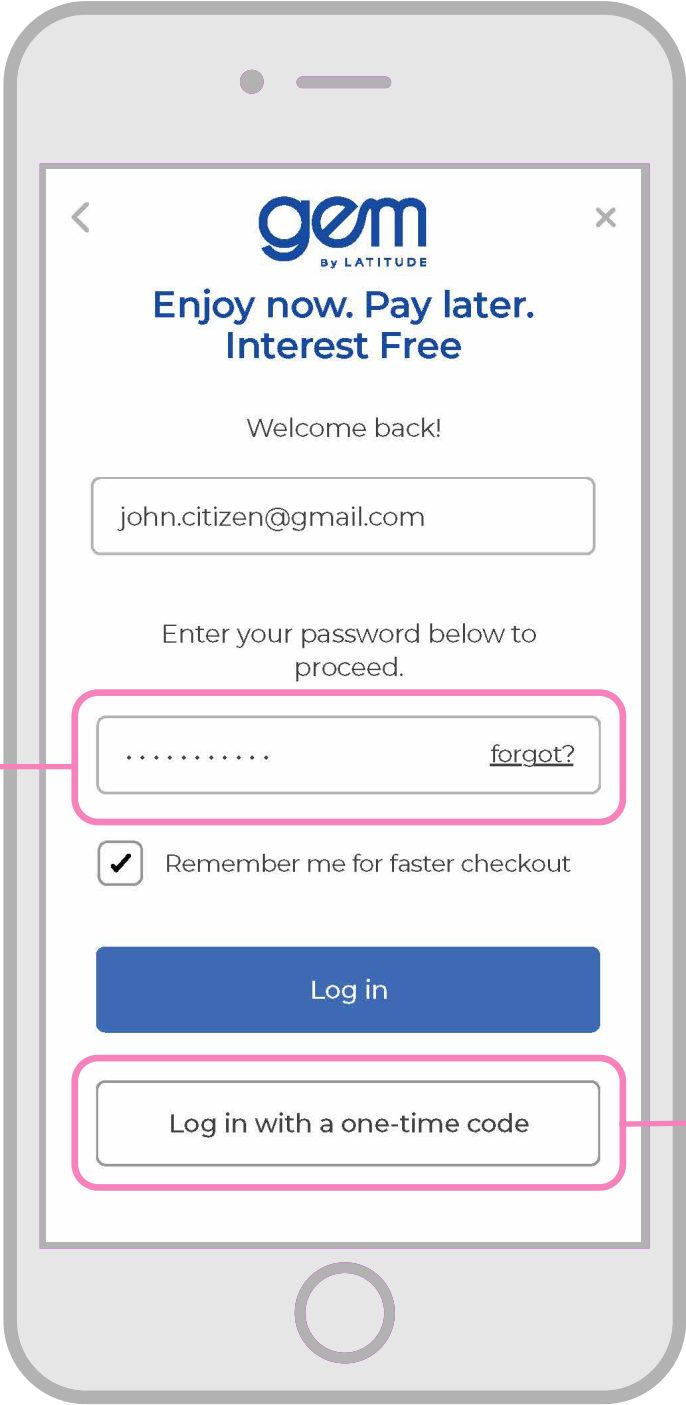 gem
By LATITUDE
Enjoy now. Pay later.
Interest Free
Welcome back!
john.citizen@gmail.com
Enter your password below to
proceed.
........... forgot?
Remember me for faster checkout
Log in
Log in with a one-time code